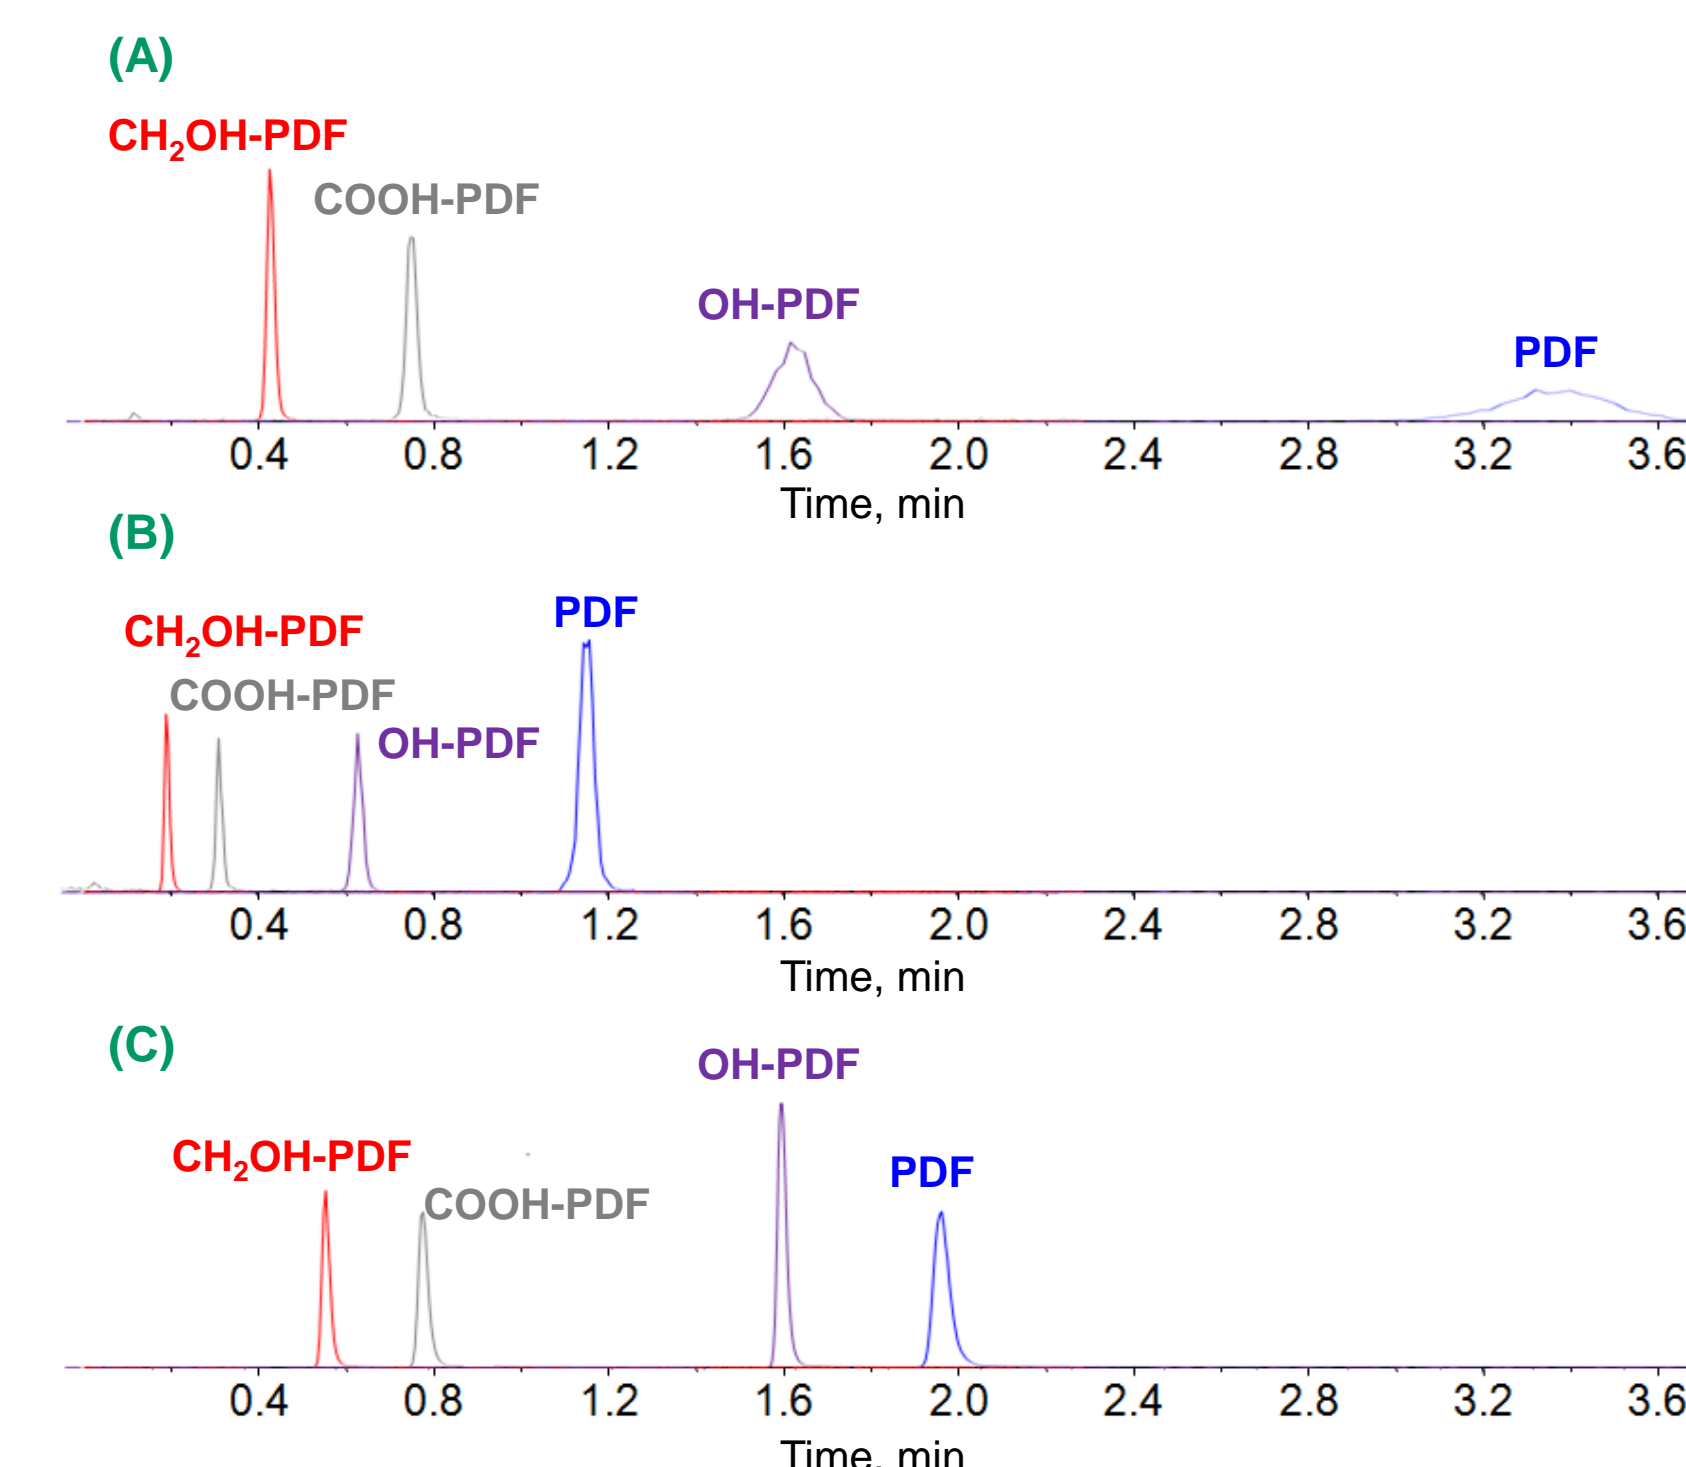 (A)
CH₂OH-PDF
COOH-PDF
OH-PDF
PDF
0.4 0.8 1.2 1.6 2.0 2.4 2.8 3.2 3.6
Time, min
(B)
PDF
CH₂OH-PDF
COOH-PDF
OH-PDF
0.4 0.8 1.2 1.6 2.0 2.4 2.8 3.2 3.6
Time, min
(C)
OH-PDF
CH₂OH-PDF
PDF
COOH-PDF
0.4 0.8 1.2 1.6 2.0 2.4 2.8 3.2 3.6
Time, min